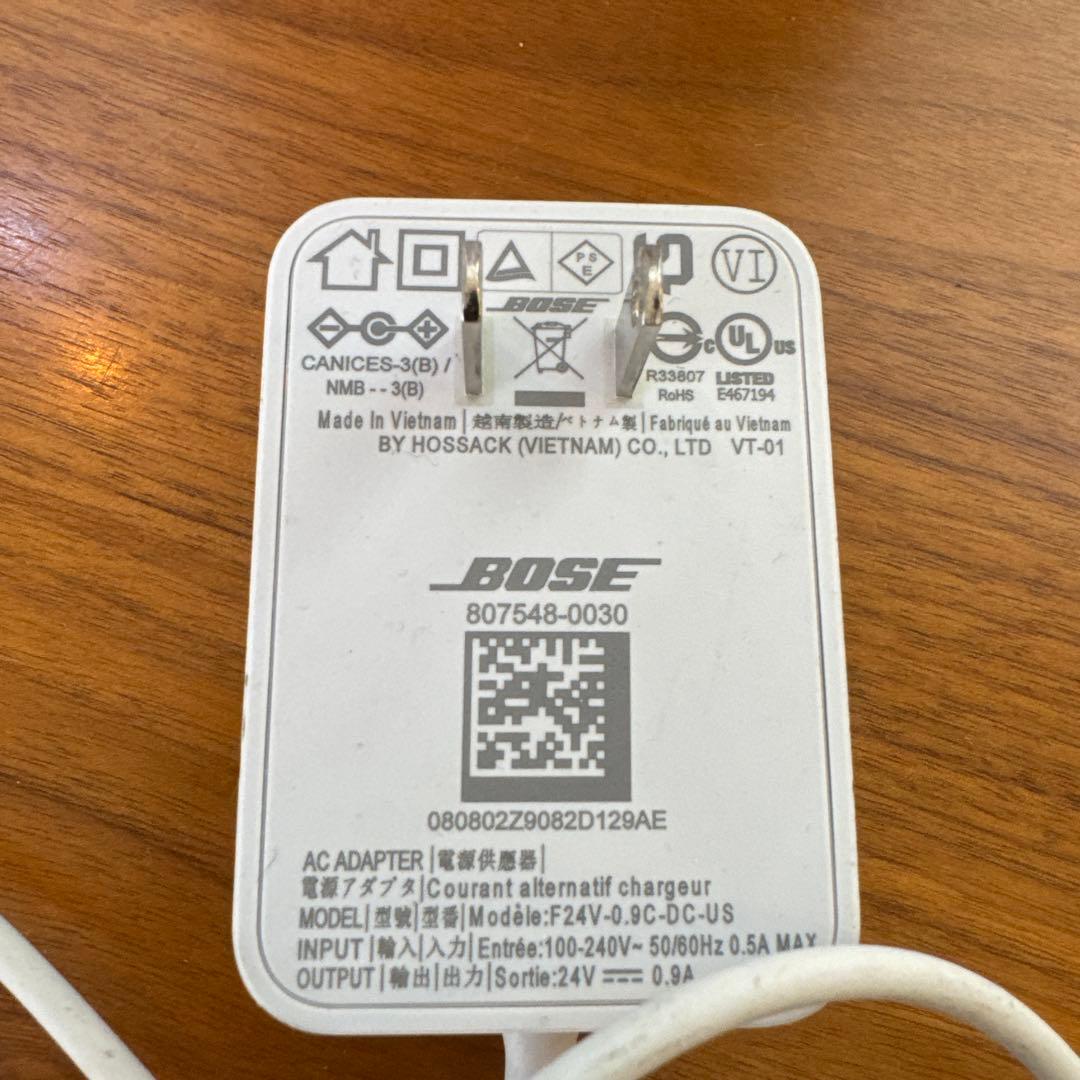 PS
E
VI
BOSE
CANICES-3(B) /
NMB - - 3(B)
R33807
RoHS
c UL US
LISTED
E467194
Made In Vietnam | 越南製造/ベトナム製 | Fabriqué au Vietnam
BY HOSSACK (VIETNAM) CO., LTD VT-01
BOSE
807548-0030
080802Z9082D129AE
AC ADAPTER | 電源供應器 |
電源アダプタ | Courant alternatif chargeur
MODEL | 型號 | 型番 | Modèle:F24V-0.9C-DC-US
INPUT | 輸入 | 入力 | Entrée:100-240V~ 50/60Hz 0.5A MAX
OUTPUT | 輸出 | 出力 | Sortie:24V 0.9A